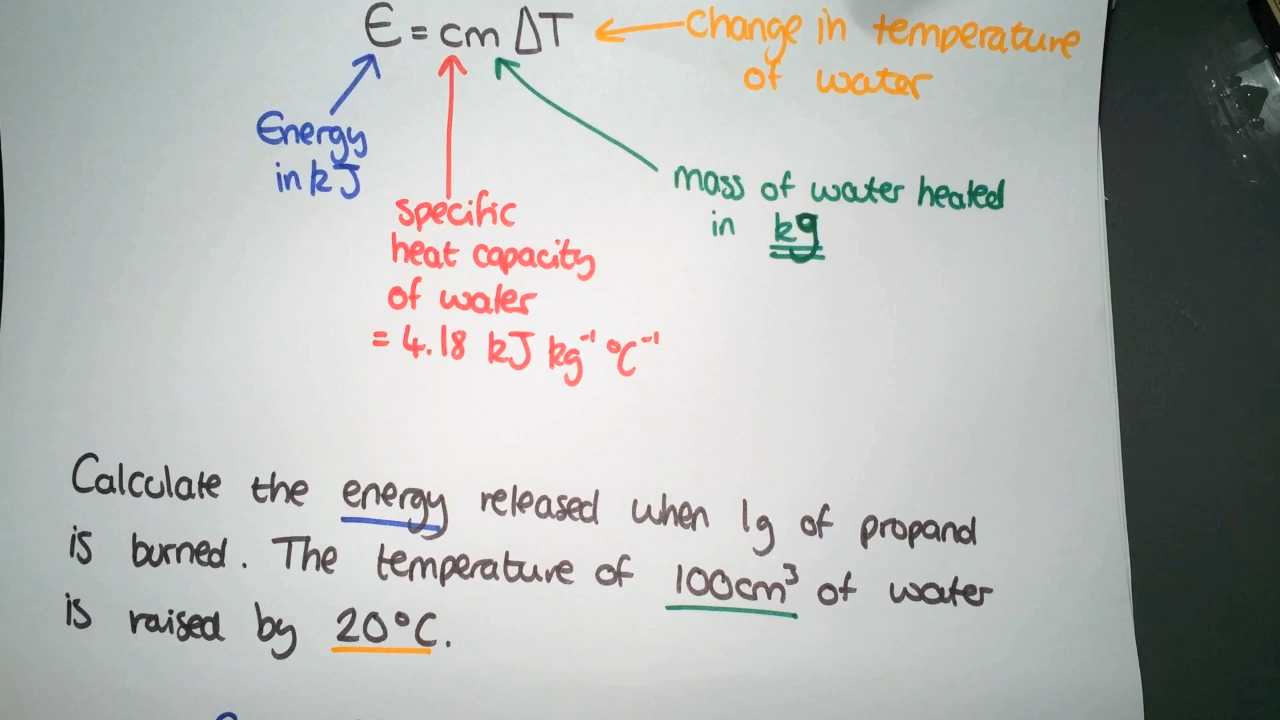 E = cm ΔT
Change in temperature
of water
Energy
in kJ
mass of water heated
in kg
specific
heat capacity
of water
= 4.18 kJ kg⁻¹ °C⁻¹
Calculate the energy released when 1g of propand
is burned. The temperature of 100cm³ of water
is raised by 20°C.